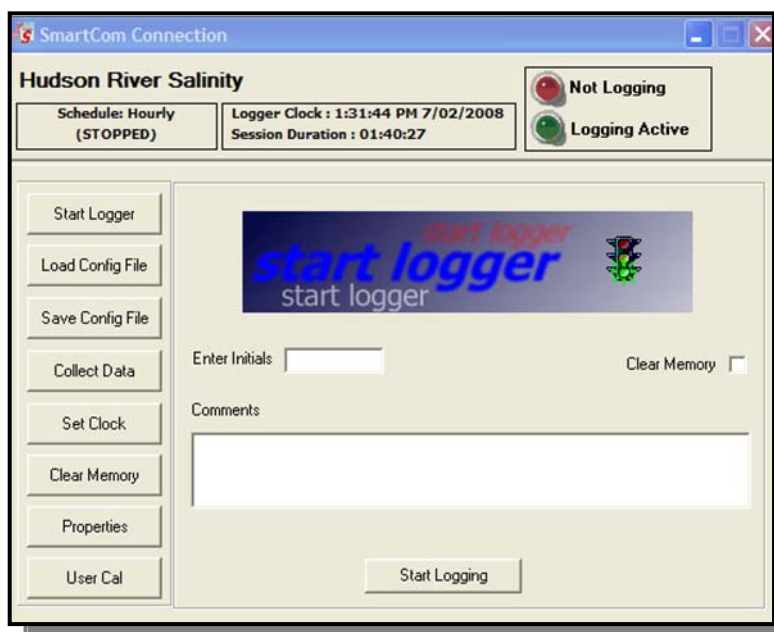 SmartCom Connection
Hudson River Salinity
Schedule: Hourly
(STOPPED)
Logger Clock : 1:31:44 PM 7/02/2008
Session Duration : 01:40:27
Not Logging
Logging Active
Start Logger
Load Config File
Save Config File
Collect Data
Set Clock
Clear Memory
Properties
User Cal
start logger
start logger
start logger
Enter Initials
Clear Memory
Comments
Start Logging